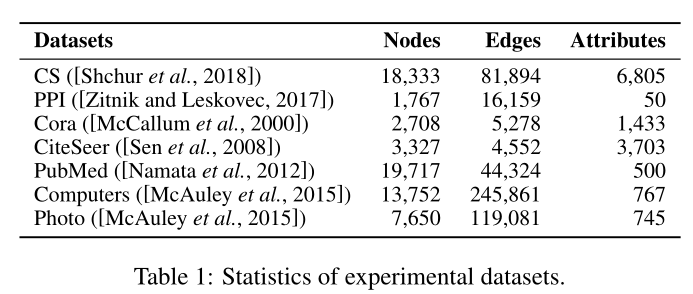 Datasets Nodes Edges Attributes
CS ([Shchur et al., 2018]) 18,333 81,894 6,805
PPI ([Zitnik and Leskovec, 2017]) 1,767 16,159 50
Cora ([McCallum et al., 2000]) 2,708 5,278 1,433
CiteSeer ([Sen et al., 2008]) 3,327 4,552 3,703
PubMed ([Namata et al., 2012]) 19,717 44,324 500
Computers ([McAuley et al., 2015]) 13,752 245,861 767
Photo ([McAuley et al., 2015]) 7,650 119,081 745
Table 1: Statistics of experimental datasets.